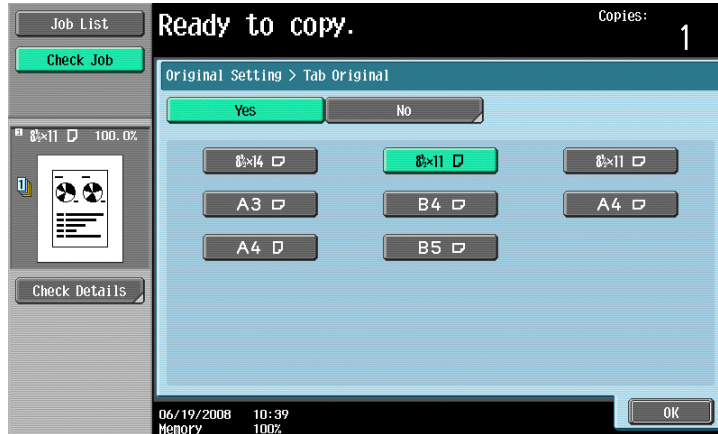 Job List
Ready to copy.
Copies:
1
Check Job
Original Setting > Tab Original
Yes
No
8½×11 100.0%
8½×14
8½×11
8½×11
1
A3
B4
A4
A4
B5
Check Details
OK
06/19/2008 10:39
Memory 100%